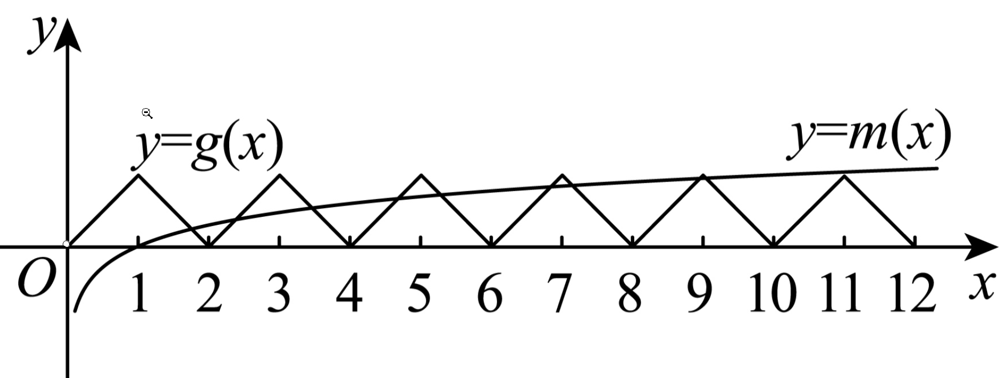 y
y=g(x)
y=m(x)
O 1 2 3 4 5 6 7 8 9 10 11 12 x